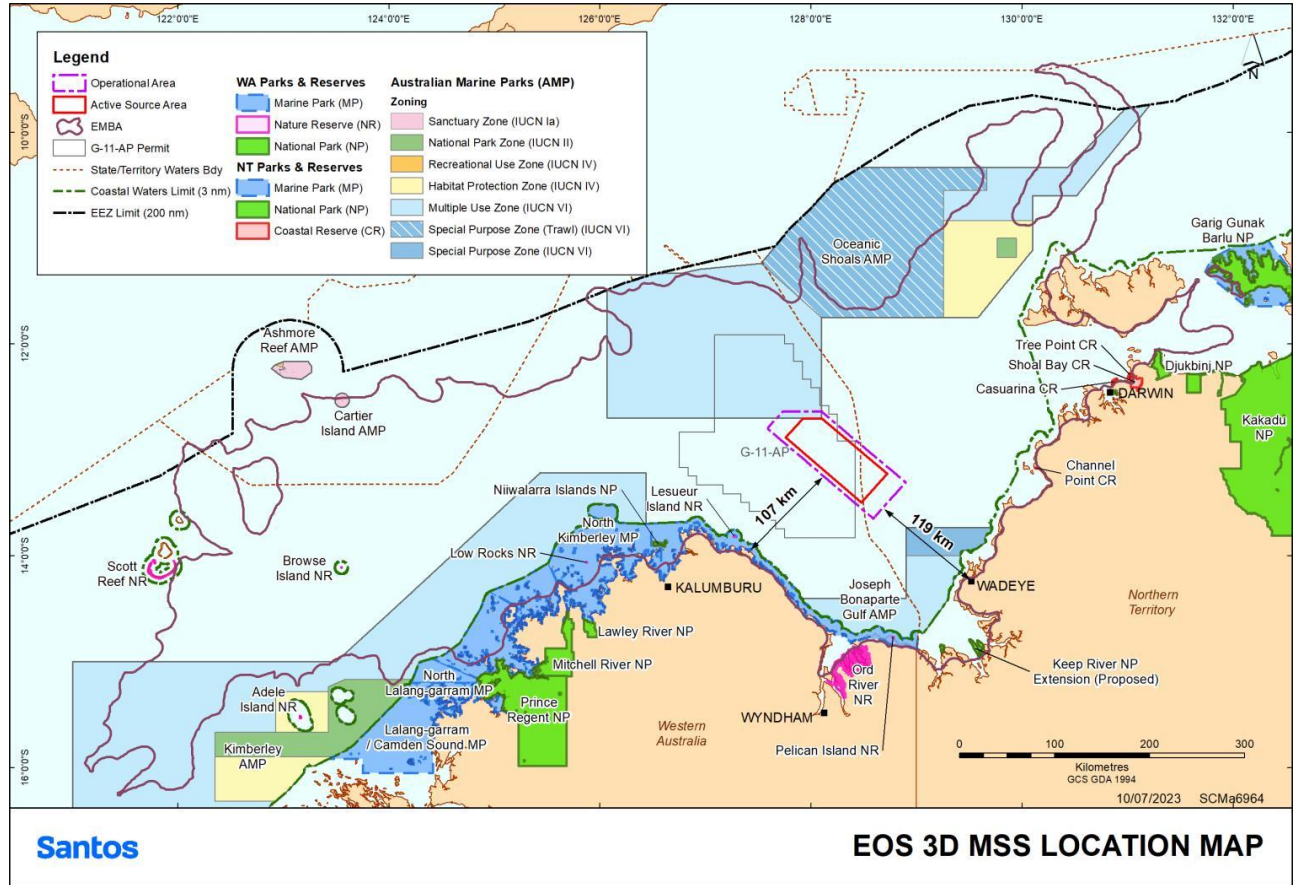 122°0'0"E
124°0'0"E
126°0'0"E
128°0'0"E
130°0'0"E
132°0'0"E
Legend
Operational Area
Active Source Area
EMBA
G-11-AP Permit
State/Territory Waters Bdy
Coastal Waters Limit (3 nm)
EEZ Limit (200 nm)
WA Parks & Reserves
Marine Park (MP)
Nature Reserve (NR)
National Park (NP)
NT Parks & Reserves
Marine Park (MP)
National Park (NP)
Coastal Reserve (CR)
Australian Marine Parks (AMP)
Zoning
Sanctuary Zone (IUCN Ia)
National Park Zone (IUCN II)
Recreational Use Zone (IUCN IV)
Habitat Protection Zone (IUCN IV)
Multiple Use Zone (IUCN VI)
Special Purpose Zone (Trawl) (IUCN VI)
Special Purpose Zone (IUCN VI)
N
10°0'0"S
12°0'0"S
14°0'0"S
16°0'0"S
Garig Gunak
Barlu NP
Oceanic
Shoals AMP
Ashmore
Reef AMP
Cartier
Island AMP
Tree Point CR
Shoal Bay CR
Casuarina CR
Djukbinj NP
DARWIN
Kakadu
NP
Channel
Point CR
G-11-AP
107 km
119 km
Niiwalarra Islands NP
Lesueur
Island NR
North
Kimberley MP
Low Rocks NR
Scott
Reef NR
Browse
Island NR
KALUMBURU
WADEYE
Joseph
Bonaparte
Gulf AMP
Northern
Territory
Lawley River NP
Mitchell River NP
Keep River NP
Extension (Proposed)
North
Lalang-garram MP
Adele
Island NR
Prince
Regent NP
Ord
River
NR
WYNDHAM
Lalang-garram
/ Camden Sound MP
Kimberley
AMP
Western
Australia
Pelican Island NR
0 100 200 300
Kilometres
GCS GDA 1994
10/07/2023 SCMa6964
Santos
EOS 3D MSS LOCATION MAP